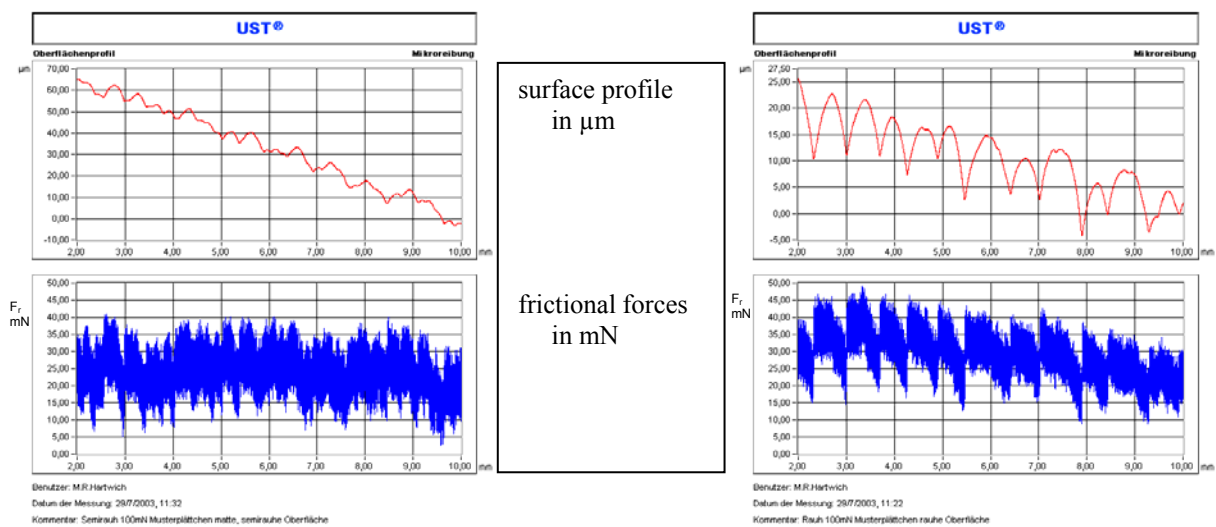 UST®
Oberflächenprofil Mikroreibung
µm
70,00
60,00
50,00
40,00
30,00
20,00
10,00
0,00
-10,00
2,00 3,00 4,00 5,00 6,00 7,00 8,00 9,00 10,00 mm
Fr
mN
50,00
45,00
40,00
35,00
30,00
25,00
20,00
15,00
10,00
5,00
0,00
2,00 3,00 4,00 5,00 6,00 7,00 8,00 9,00 10,00 mm
Benutzer: M.R.Hartwich
Datum der Messung: 29/7/2003, 11:32
Kommentar: Semirauh 100mN Musterplättchen matte, semirauhe Oberfläche
surface profile
in µm
frictional forces
in mN
UST®
Oberflächenprofil Mikroreibung
µm
27,50
25,00
20,00
15,00
10,00
5,00
0,00
-5,00
2,00 3,00 4,00 5,00 6,00 7,00 8,00 9,00 10,00 mm
Fr
mN
50,00
45,00
40,00
35,00
30,00
25,00
20,00
15,00
10,00
5,00
0,00
2,00 3,00 4,00 5,00 6,00 7,00 8,00 9,00 10,00 mm
Benutzer: M.R.Hartwich
Datum der Messung: 29/7/2003, 11:22
Kommentar: Rauh 100mN Musterplättchen rauhe Oberfläche